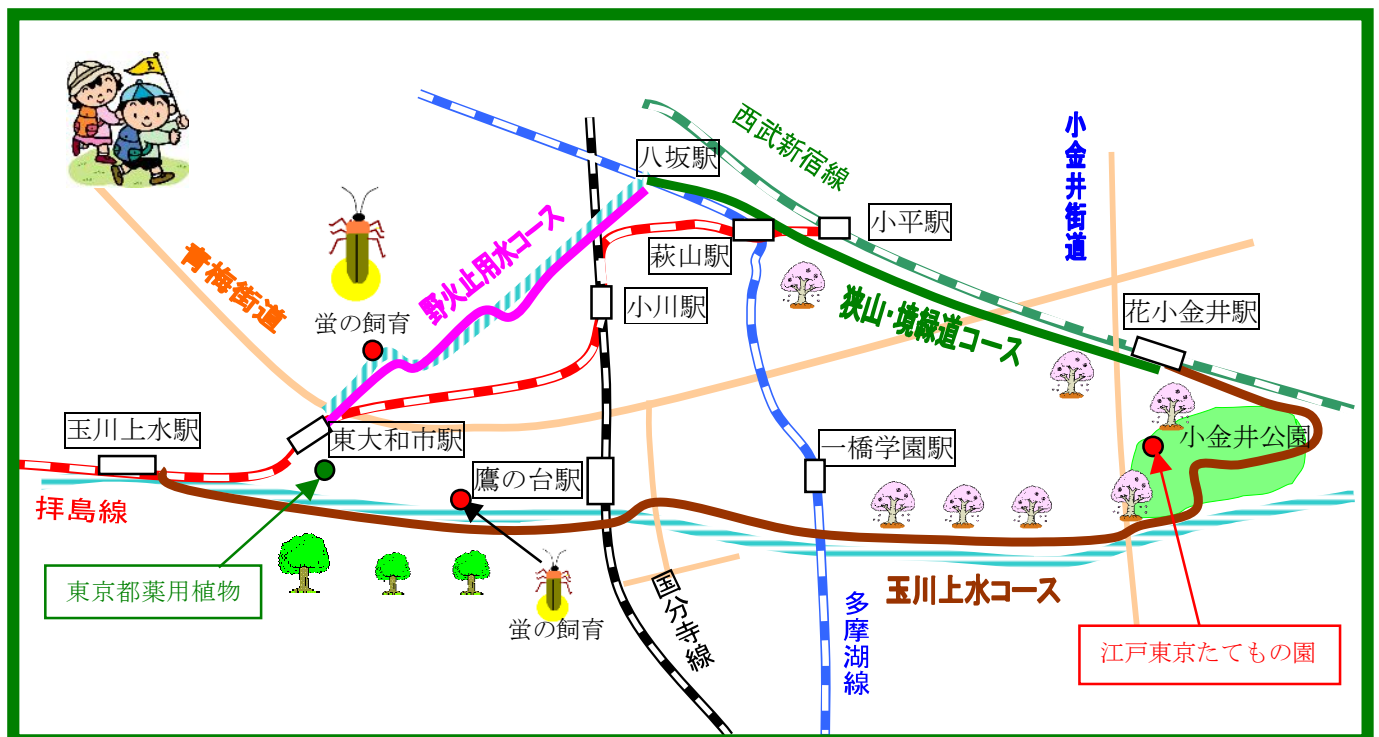 小金井街道
西武新宿線
八坂駅
小平駅
萩山駅
青梅街道
野火止用水コース
小川駅
狭山・境緑道コース
花小金井駅
蛍の飼育
玉川上水駅
東大和市駅
小金井公園
一橋学園駅
鷹の台駅
拝島線
東京都薬用植物
国分寺線
玉川上水コース
多摩湖線
蛍の飼育
江戸東京たてもの園